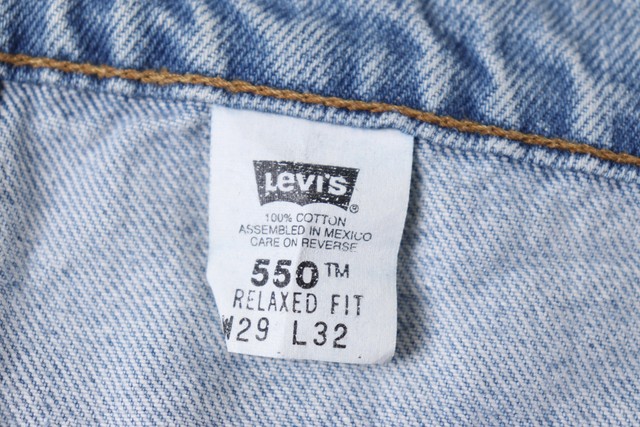 Levi's ®
100% COTTON
ASSEMBLED IN MEXICO
CARE ON REVERSE
550™
RELAXED FIT
W29 L32